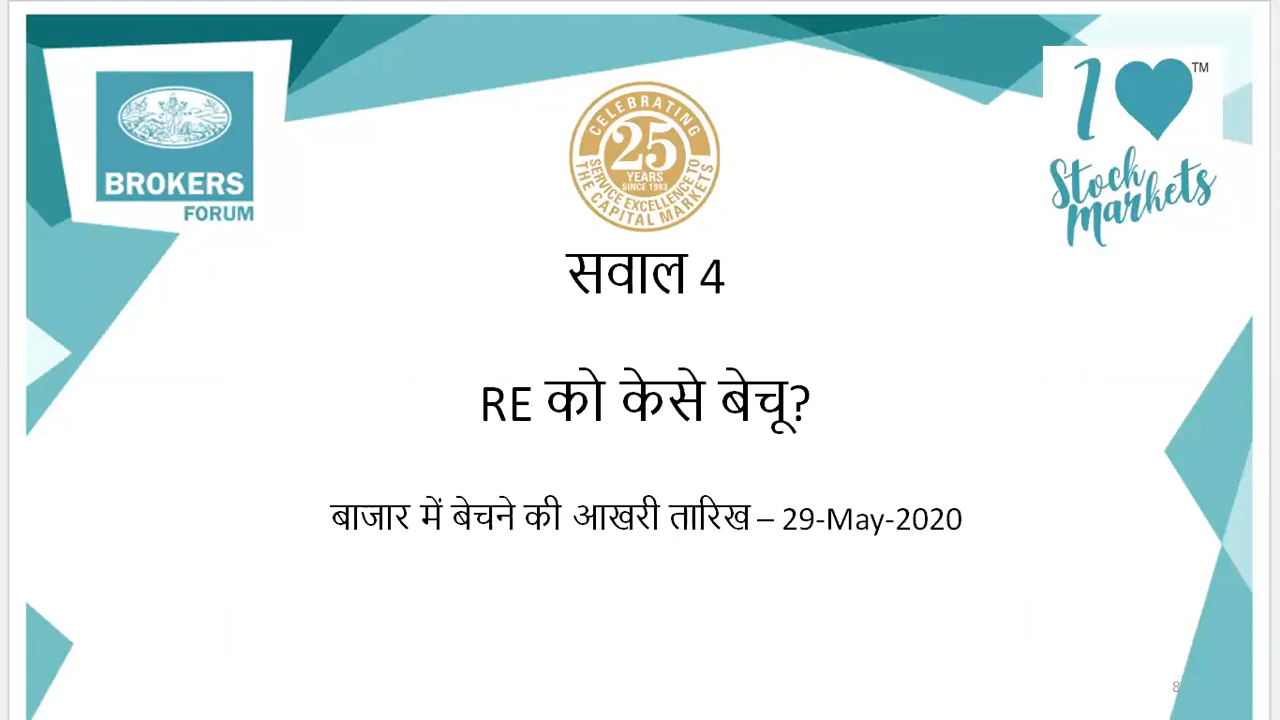 BROKERS
FORUM
CELEBRATING
25
YEARS
SINCE 1993
SERVICE EXCELLENCE TO
THE CAPITAL MARKETS
I
TM
Stock
Markets
सवाल 4
RE को केसे बेचू?
बाजार में बेचने की आखरी तारिख – 29-May-2020
8